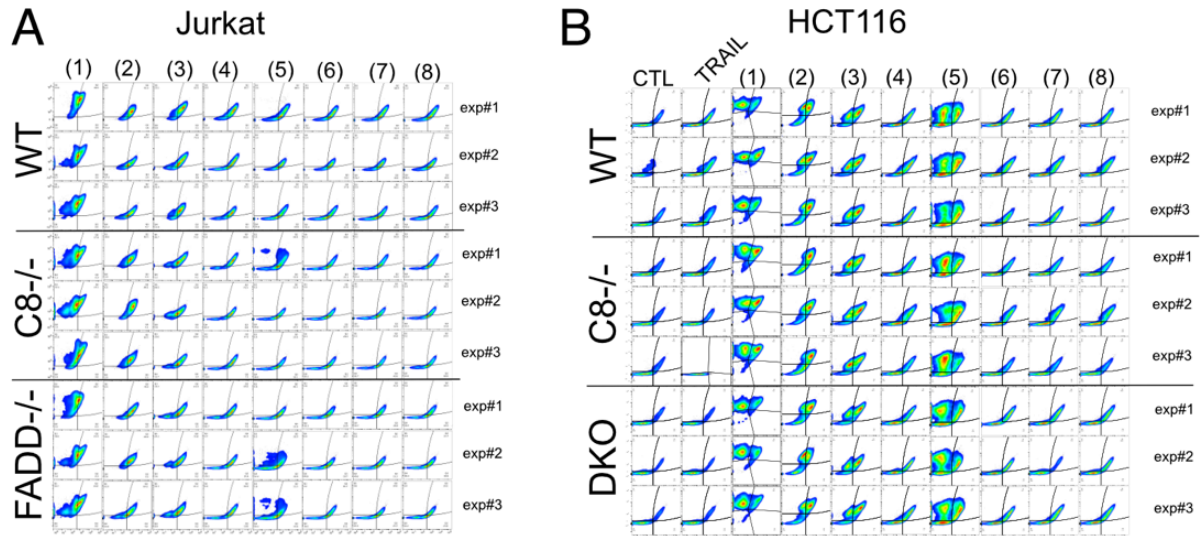 A
Jurkat
(1) (2) (3) (4) (5) (6) (7) (8)
WT
exp#1
exp#2
exp#3
C8-/-
exp#1
exp#2
exp#3
FADD-/-
exp#1
exp#2
exp#3
B
HCT116
CTL TRAIL (1) (2) (3) (4) (5) (6) (7) (8)
WT
exp#1
exp#2
exp#3
C8-/-
exp#1
exp#2
exp#3
DKO
exp#1
exp#2
exp#3